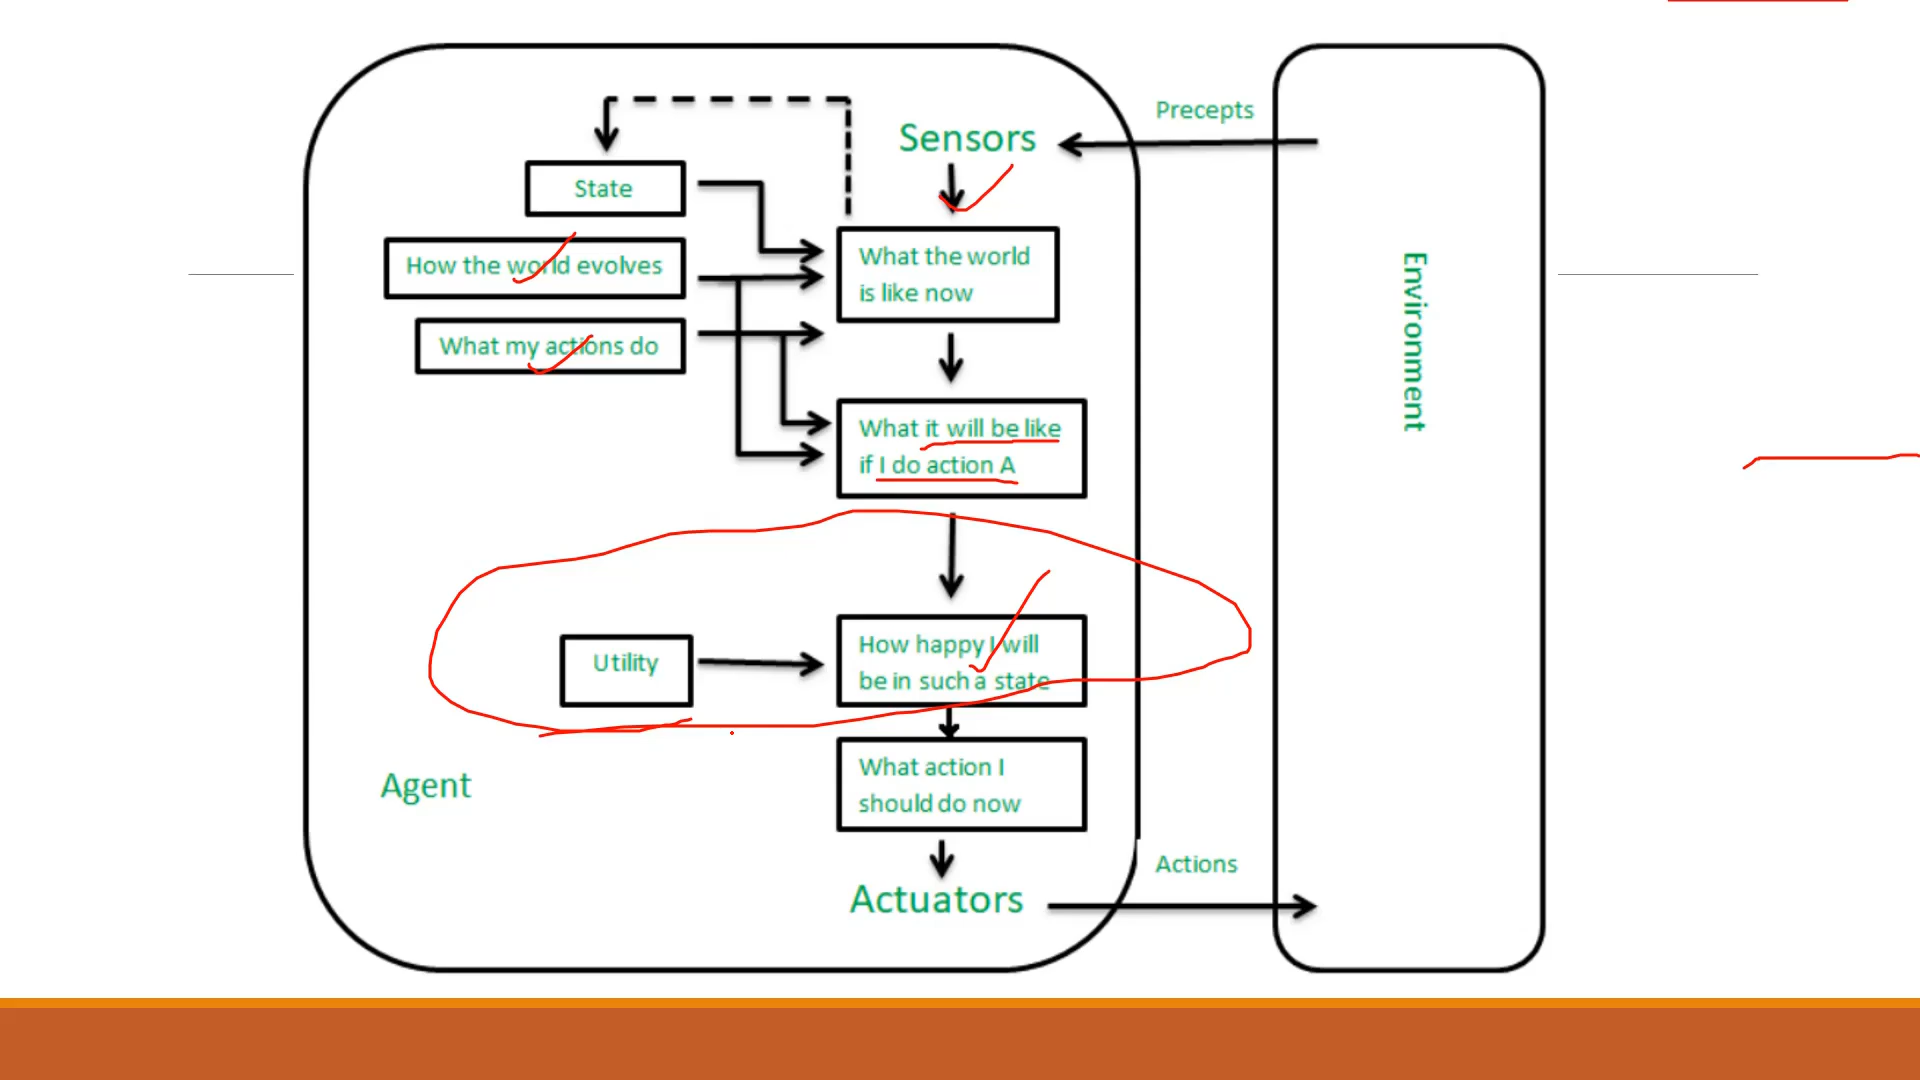 Precepts
Sensors
State
How the world evolves
What the world
is like now
What my actions do
Environment
What it will be like
if I do action A
Utility
How happy I will
be in such a state
What action I
should do now
Agent
Actions
Actuators